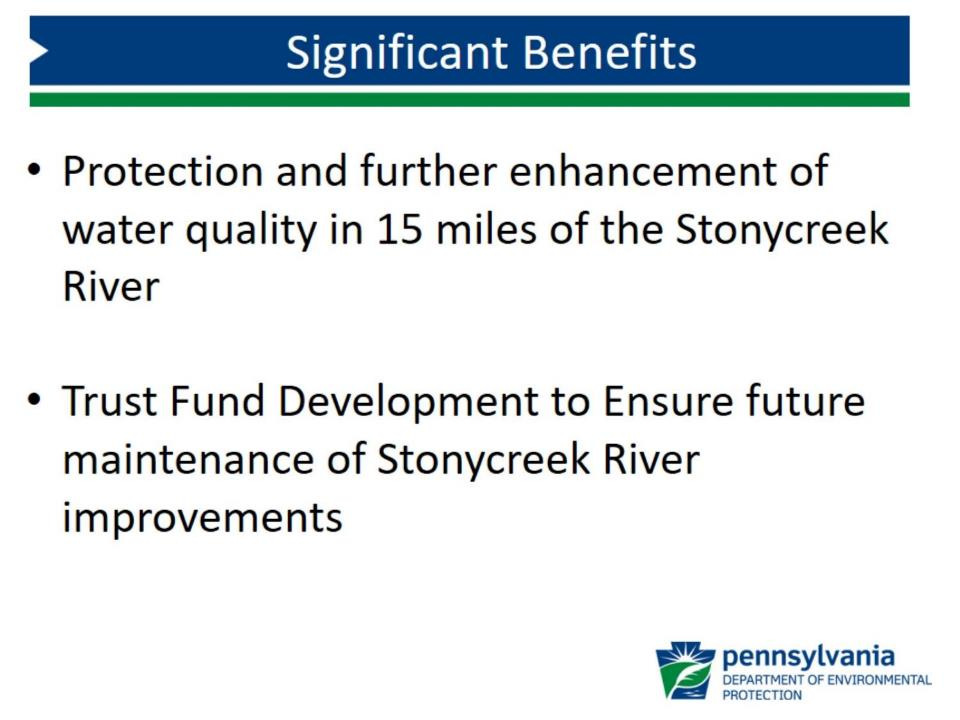 Significant Benefits
• Protection and further enhancement of
water quality in 15 miles of the Stonycreek
River
• Trust Fund Development to Ensure future
maintenance of Stonycreek River
improvements
pennsylvania
DEPARTMENT OF ENVIRONMENTAL
PROTECTION